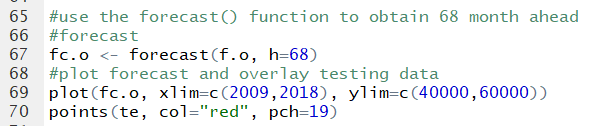 65 #use the forecast() function to obtain 68 month ahead
66 #forecast
67 fc.o <- forecast(f.o, h=68)
68 #plot forecast and overlay testing data
69 plot(fc.o, xlim=c(2009,2018), ylim=c(40000,60000))
70 points(te, col="red", pch=19)